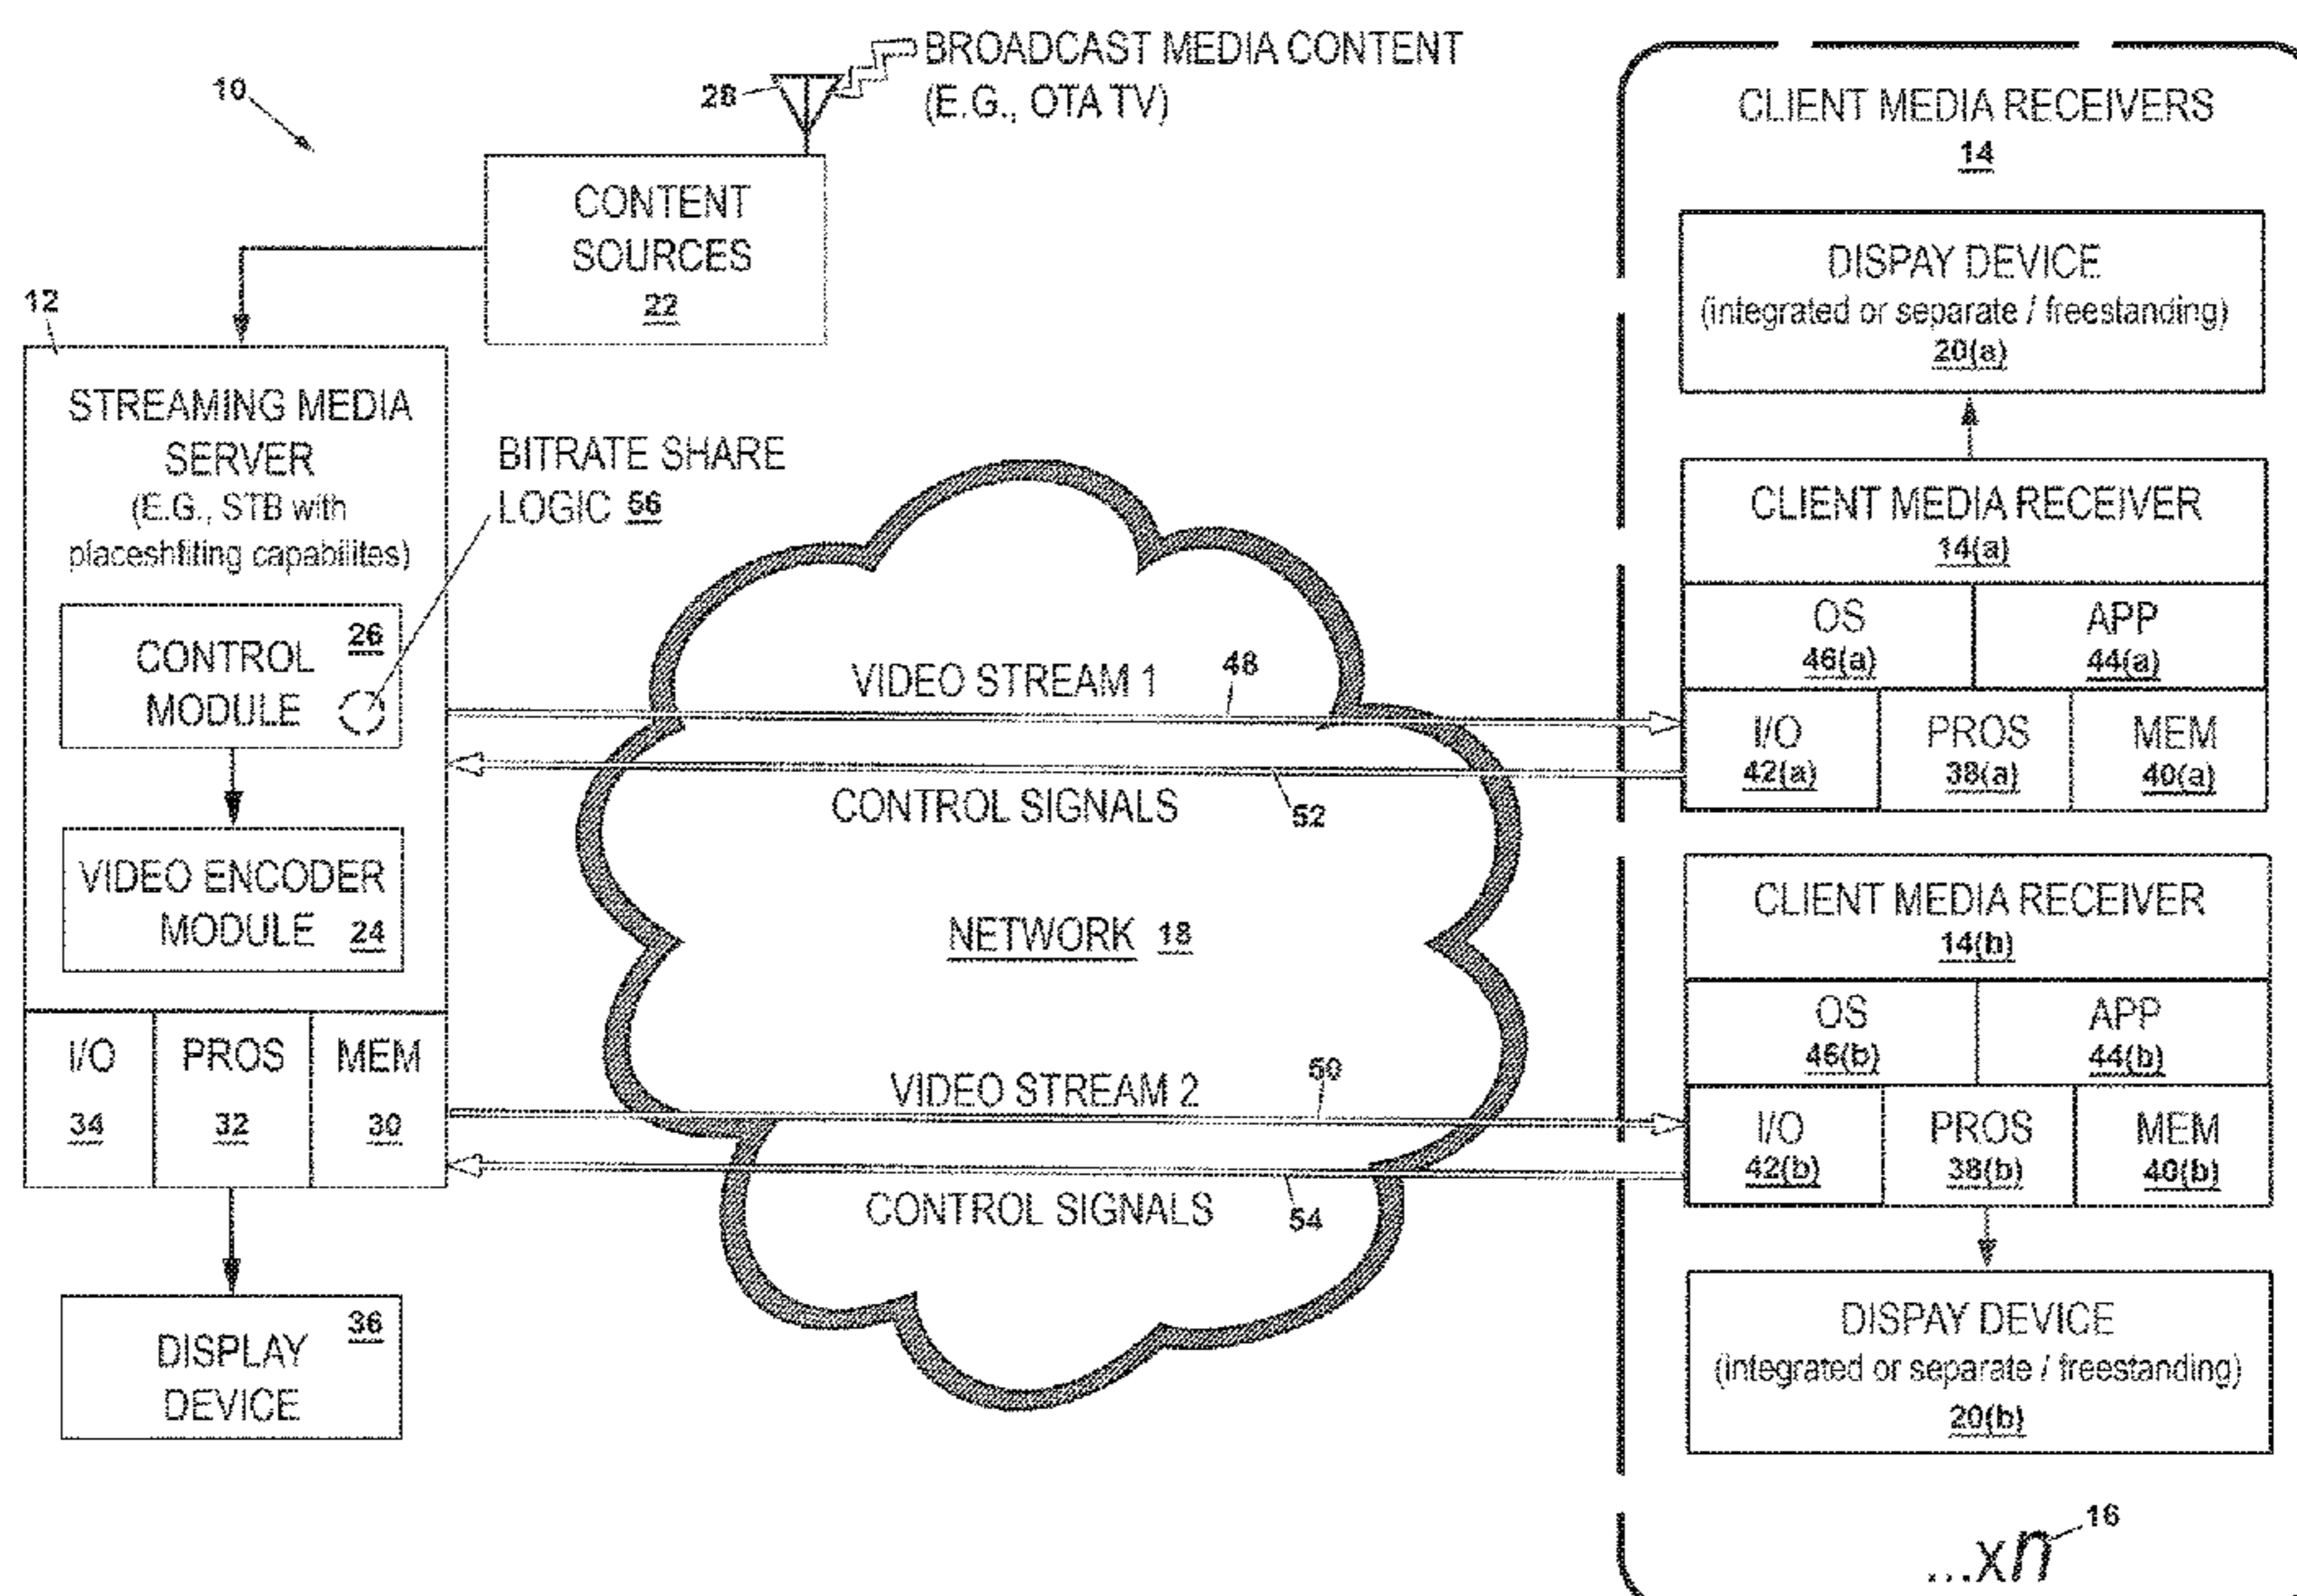 10
28
BROADCAST MEDIA CONTENT
(E.G., OTA TV)
CONTENT
SOURCES
22
12
STREAMING MEDIA
SERVER
(E.G., STB with
placeshfiting capabilites)
BITRATE SHARE
LOGIC 56
CONTROL 26
MODULE
VIDEO ENCODER
MODULE 24
I/O PROS MEM
34 32 30
36
DISPLAY
DEVICE
VIDEO STREAM 1 48
CONTROL SIGNALS 52
NETWORK 18
VIDEO STREAM 2 50
CONTROL SIGNALS 54
CLIENT MEDIA RECEIVERS
14
DISPAY DEVICE
(integrated or separate / freestanding)
20(a)
CLIENT MEDIA RECEIVER
14(a)
OS APP
46(a) 44(a)
I/O PROS MEM
42(a) 38(a) 40(a)
CLIENT MEDIA RECEIVER
14(b)
OS APP
46(b) 44(b)
I/O PROS MEM
42(b) 38(b) 40(b)
DISPAY DEVICE
(integrated or separate / freestanding)
20(b)
...xn 16